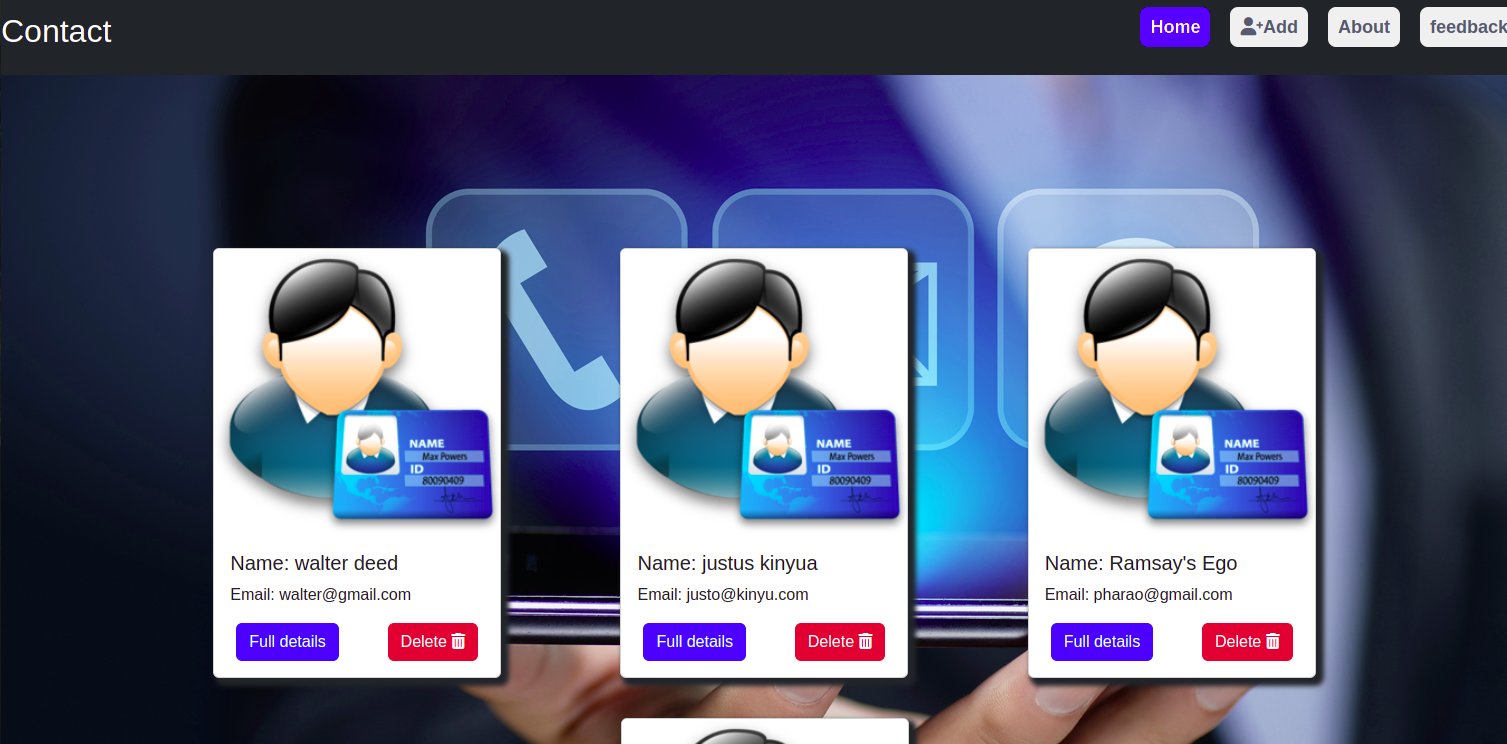 Contact
Home
Add
About
feedback
NAME
Max Powers
ID
80090409
NAME
Max Powers
ID
80090409
NAME
Max Powers
ID
80090409
Name: walter deed
Name: justus kinyua
Name: Ramsay's Ego
Email: walter@gmail.com
Email: justo@kinyu.com
Email: pharao@gmail.com
Full details
Delete
Full details
Delete
Full details
Delete